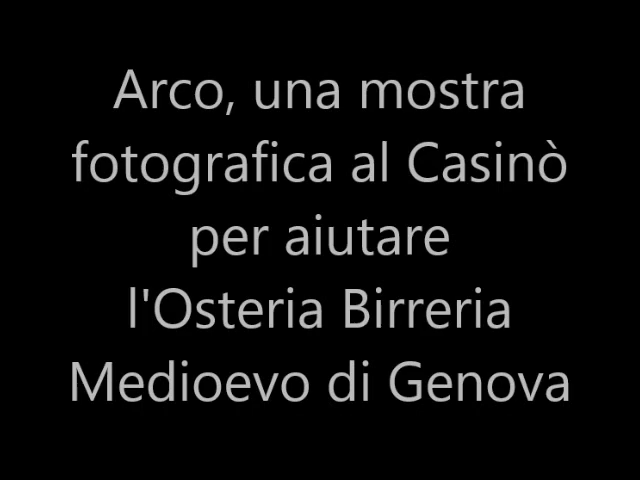 Arco, una mostra
fotografica al Casinò
per aiutare
l'Osteria Birreria
Medioevo di Genova